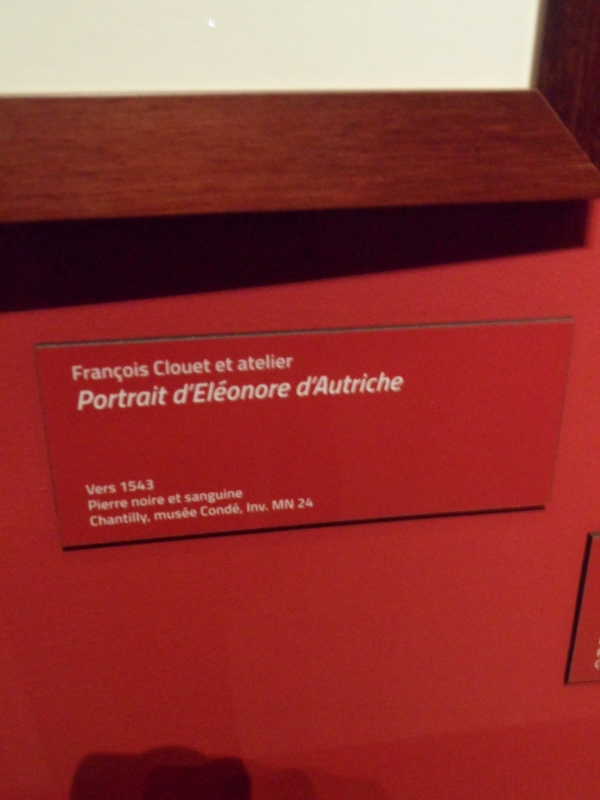 François Clouet et atelier
Portrait d'Eléonore d'Autriche
Vers 1543
Pierre noire et sanguine
Chantilly, musée Condé, Inv. MN 24